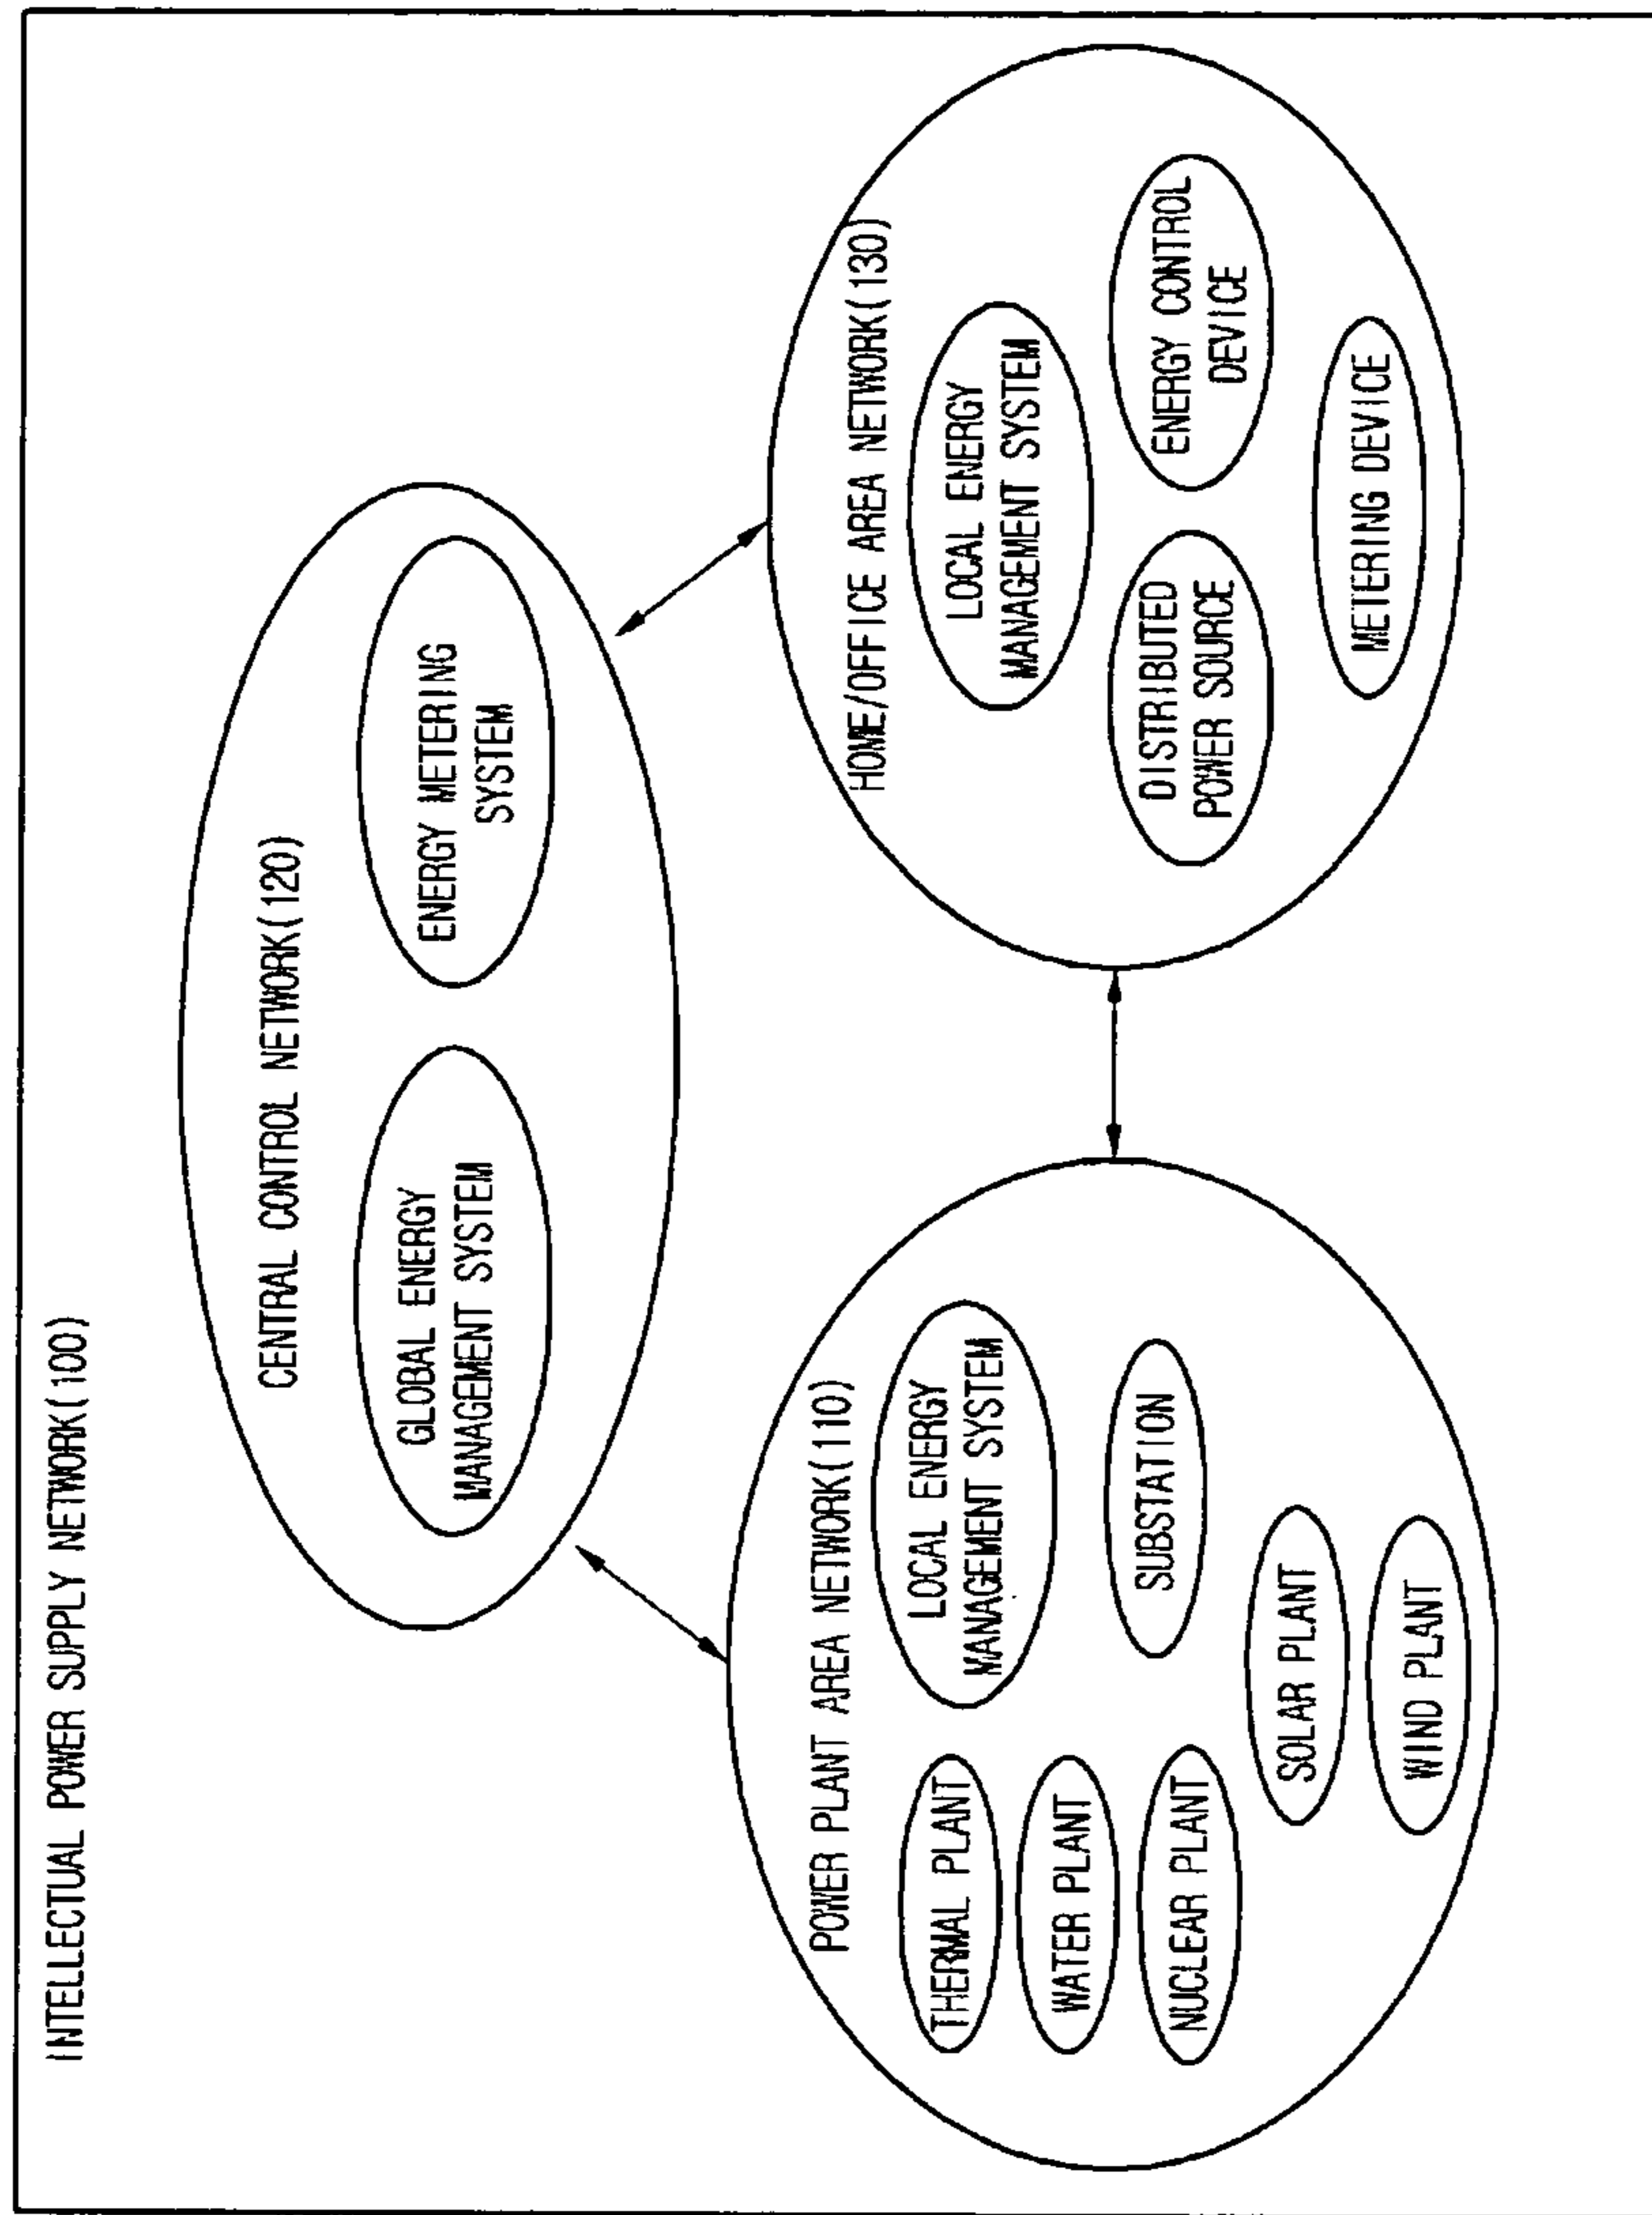 INTELLECTUAL POWER SUPPLY NETWORK(100)
CENTRAL CONTROL NETWORK(120)
GLOBAL ENERGY
MANAGEMENT SYSTEM
ENERGY METERING
SYSTEM
POWER PLANT AREA NETWORK(110)
THERMAL PLANT
WATER PLANT
NUCLEAR PLANT
LOCAL ENERGY
MANAGEMENT SYSTEM
SUBSTATION
SOLAR PLANT
WIND PLANT
HOME/OFFICE AREA NETWORK(130)
LOCAL ENERGY
MANAGEMENT SYSTEM
DISTRIBUTED
POWER SOURCE
ENERGY CONTROL
DEVICE
METERING DEVICE